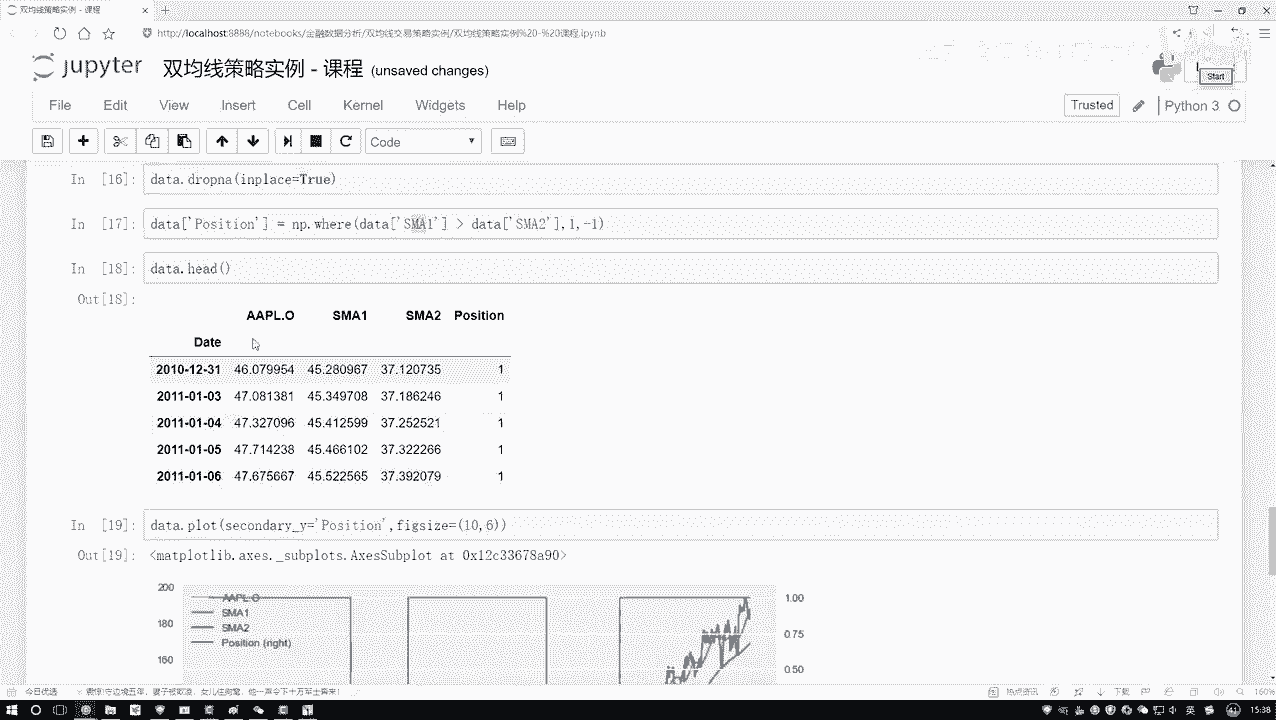 双均线策略实例 - 课程
http://localhost:8888/notebooks/金融数据分析/双均线交易策略实例/双均线策略实例%20-%20课程.ipynb
jupyter 双均线策略实例 - 课程 (unsaved changes)
Start
File Edit View Insert Cell Kernel Widgets Help
Trusted Python 3
Code
In [16]: data.dropna(inplace=True)
In [17]: data['Position'] = np.where(data['SMA1'] > data['SMA2'],1,-1)
In [18]: data.head()
Out[18]:
AAPL.O SMA1 SMA2 Position
Date
2010-12-31 46.079954 45.280967 37.120735 1
2011-01-03 47.081381 45.349708 37.186246 1
2011-01-04 47.327096 45.412599 37.252521 1
2011-01-05 47.714238 45.466102 37.322266 1
2011-01-06 47.675667 45.522565 37.392079 1
In [19]: data.plot(secondary_y='Position',figsize=(10,6))
Out[19]: <matplotlib.axes._subplots.AxesSubplot at 0x12c33678a90>
200
180
160
AAPL.O
SMA1
SMA2
Position (right)
1.00
0.75
0.50
今日优选
热点资讯 下载 160%
英 15:38